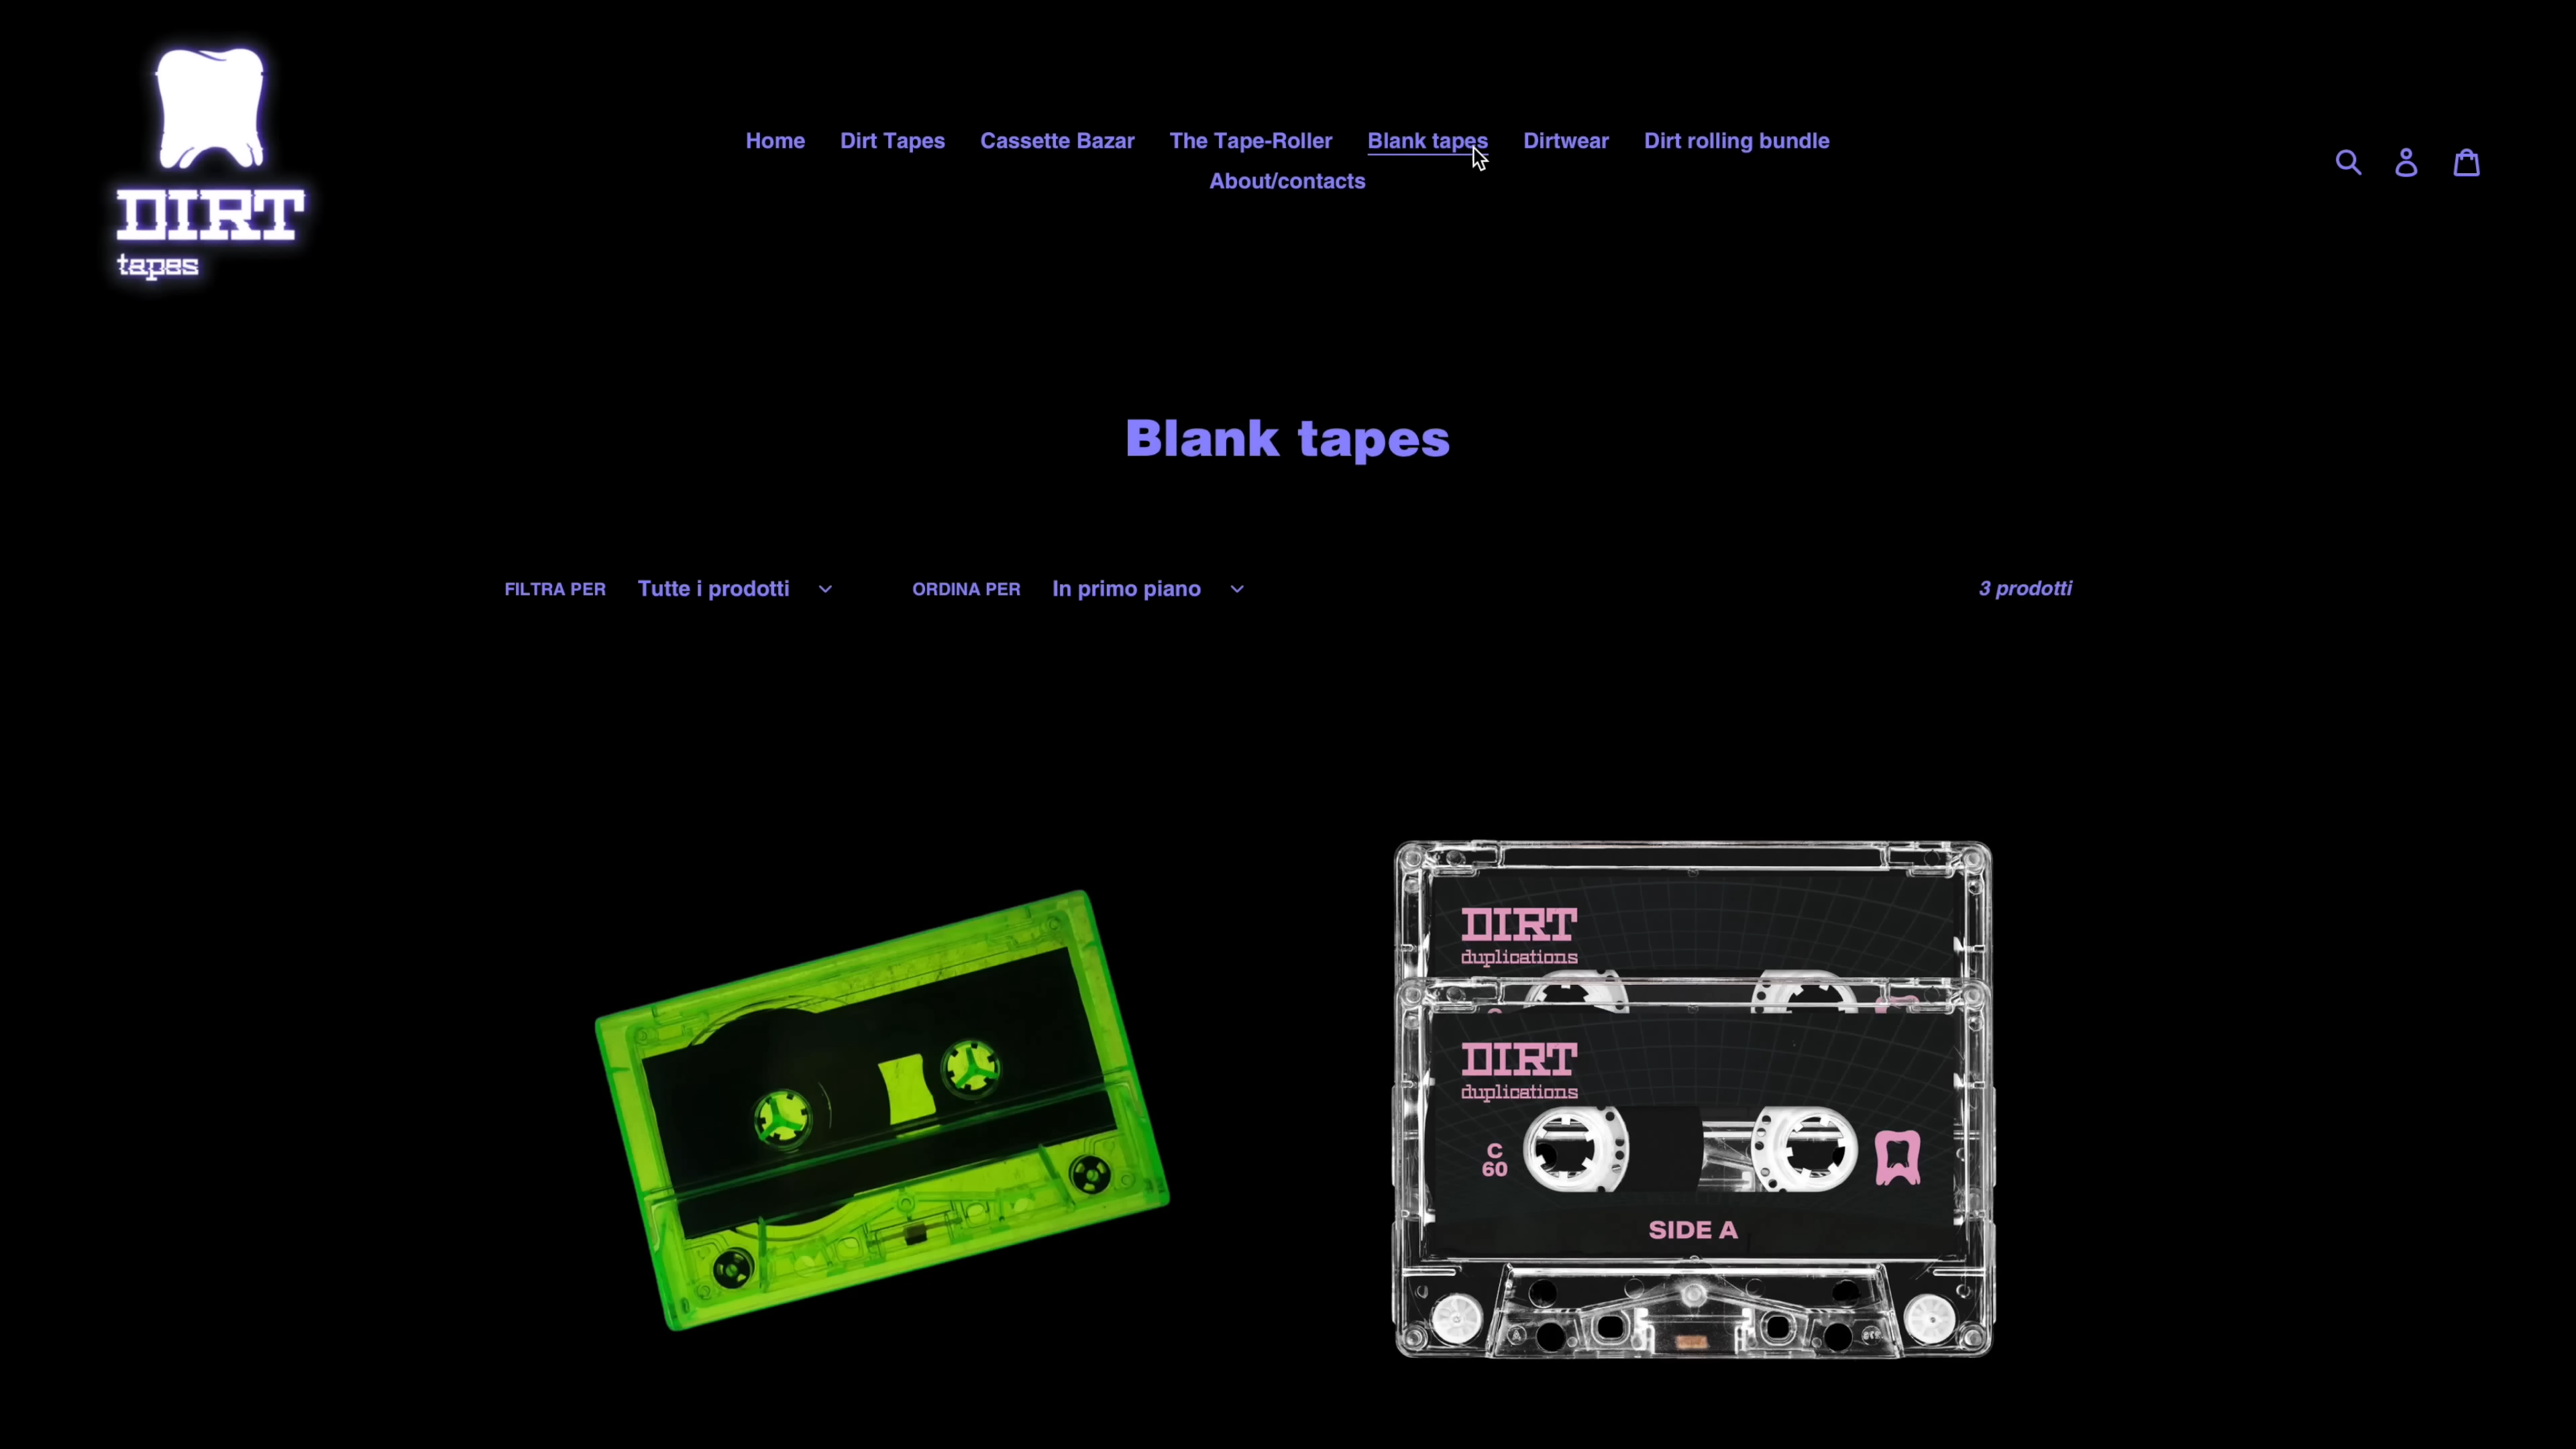 DIRT
tapes
Home Dirt Tapes Cassette Bazar The Tape-Roller Blank tapes Dirtwear Dirt rolling bundle
About/contacts
Blank tapes
FILTRA PER Tutte i prodotti ORDINA PER In primo piano 3 prodotti
DIRT
duplications
DIRT
duplications
C
60
SIDE A